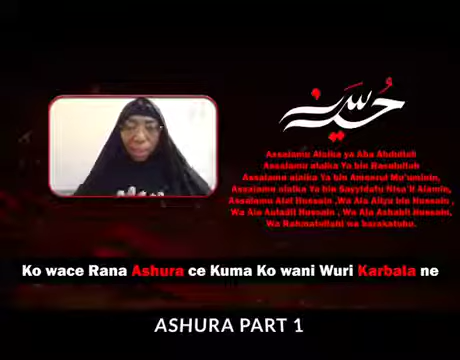 حسین
Assalamu Alaika ya Aba Abdullah
Assalamu alaika Ya bin Rasulullah
Assalamu alaika Ya bin Ameerul Mu'uminin,
Assalamu alaika Ya bin Sayyidatu Nisa'il Alamin,
Assalamu Alal Hussain ,Wa Ala Aliyu bin Hussain ,
Wa Ala Auladil Hussain , Wa Ala Ashabil Hussain,
Wa Rahmatullahi wa barakatuhu.
Ko wace Rana Ashura ce Kuma Ko wani Wuri Karbala ne
ASHURA PART 1